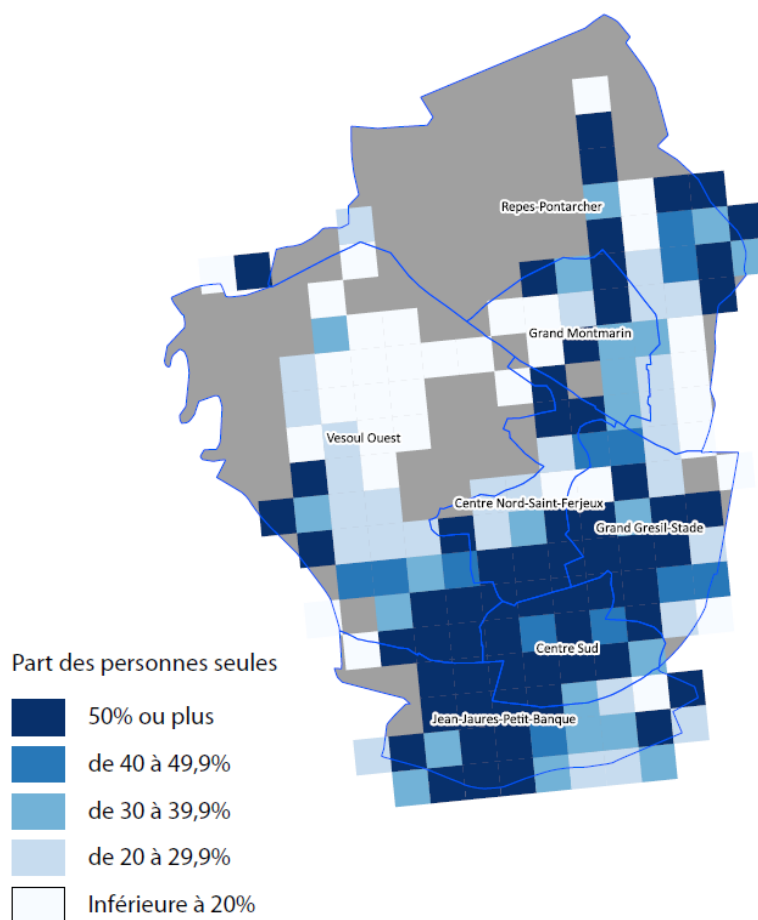 Repes-Pontarcher
Grand Montmarin
Vesoul Ouest
Centre Nord-Saint-Ferjeux
Grand Gresil-Stade
Centre Sud
Jean-Jaures-Petit-Banque
Part des personnes seules
50% ou plus
de 40 à 49,9%
de 30 à 39,9%
de 20 à 29,9%
Inférieure à 20%